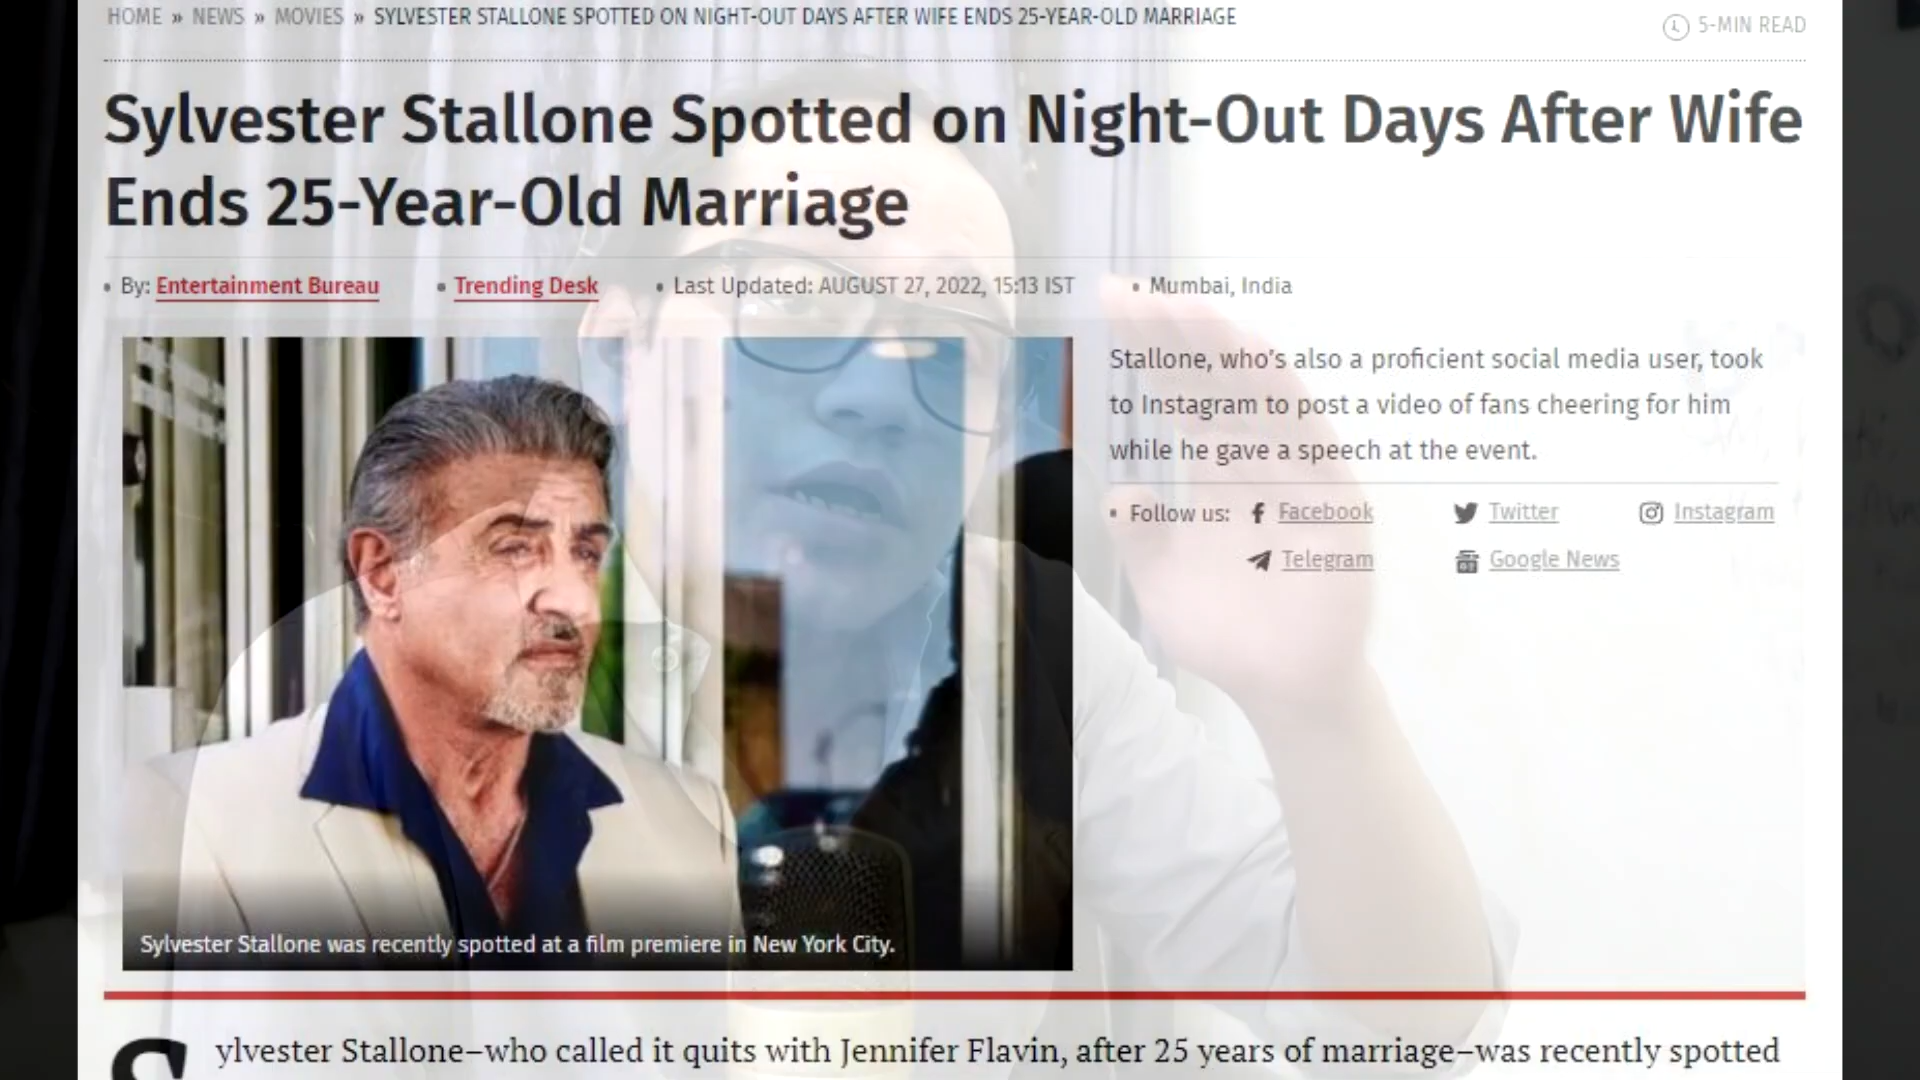 HOME » NEWS » MOVIES » SYLVESTER STALLONE SPOTTED ON NIGHT-OUT DAYS AFTER WIFE ENDS 25-YEAR-OLD MARRIAGE
5-MIN READ
Sylvester Stallone Spotted on Night-Out Days After Wife
Ends 25-Year-Old Marriage
• By: Entertainment Bureau • Trending Desk • Last Updated: AUGUST 27, 2022, 15:13 IST • Mumbai, India
Stallone, who's also a proficient social media user, took
to Instagram to post a video of fans cheering for him
while he gave a speech at the event.
• Follow us: Facebook Twitter Instagram
Telegram Google News
Sylvester Stallone was recently spotted at a film premiere in New York City.
Sylvester Stallone–who called it quits with Jennifer Flavin, after 25 years of marriage–was recently spotted